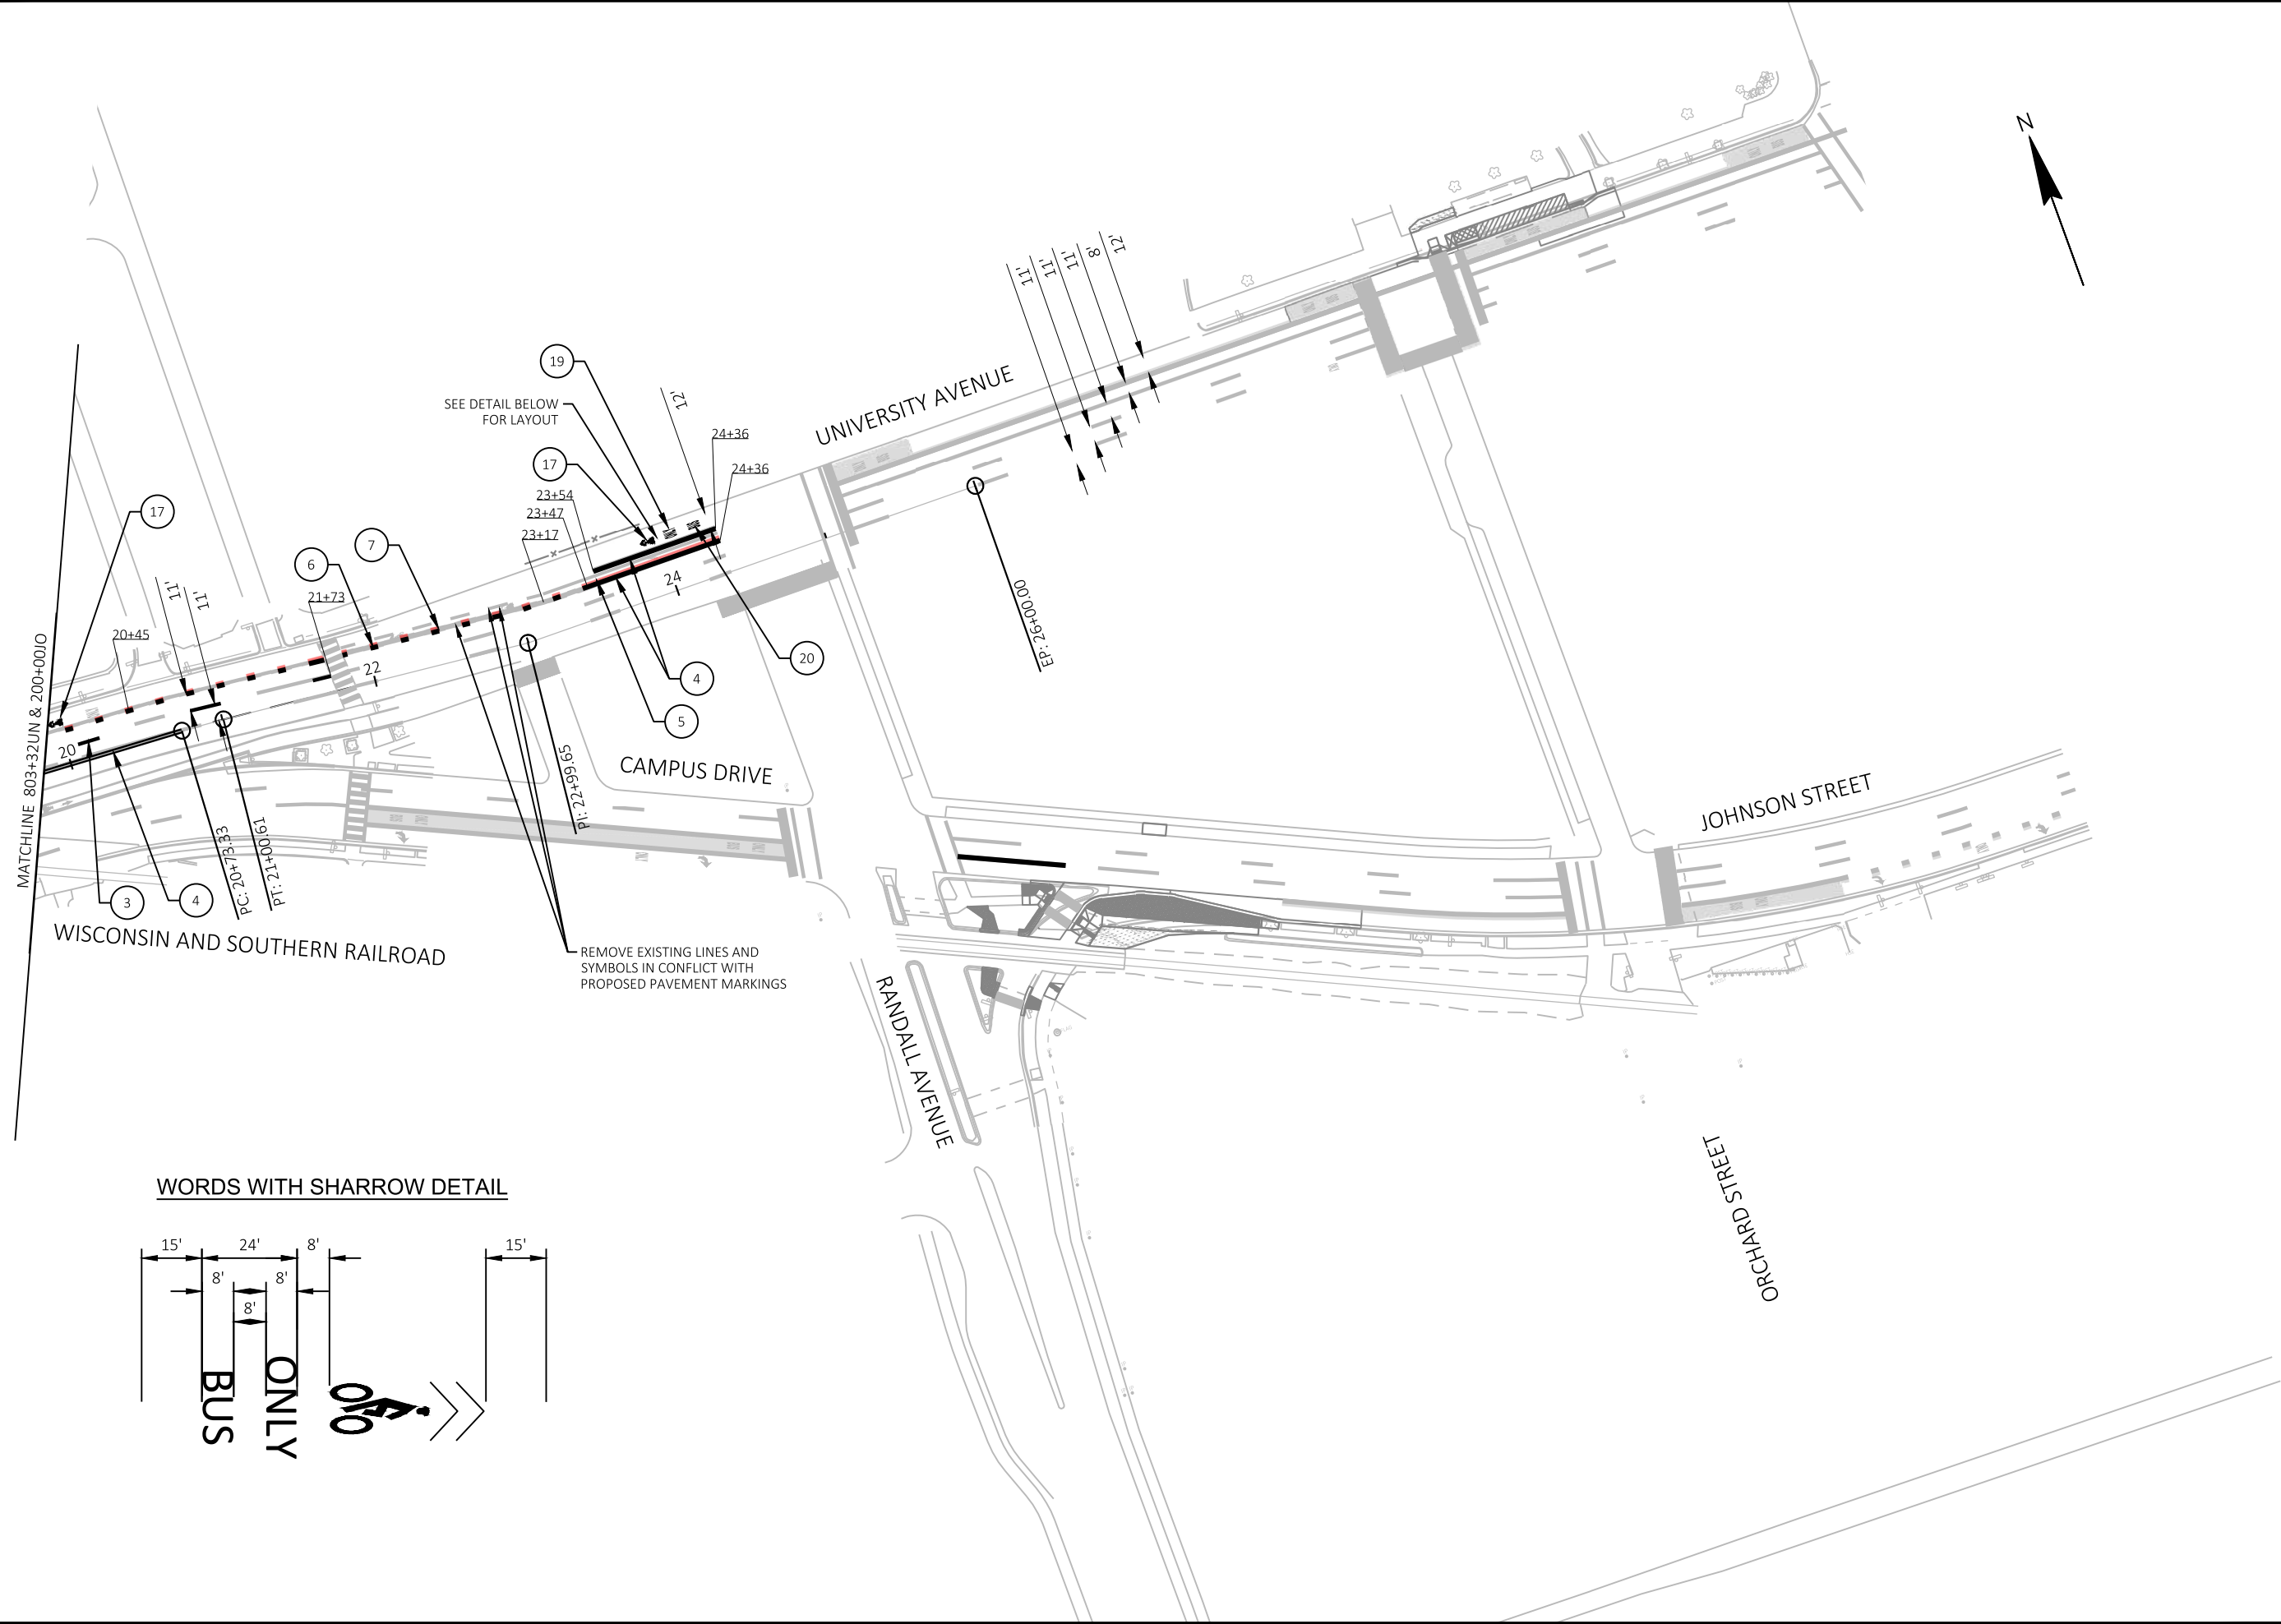 N
12'
8'
11'
11'
11'
UNIVERSITY AVENUE
19
SEE DETAIL BELOW
FOR LAYOUT
12'
24+36
24+36
17
23+54
23+47
23+17
17
7
6
21+73
11'
11'
20+45
22
24
20
4
5
EP: 26+00.00
MATCHLINE 803+32UN & 200+00JO
20
PI: 22+99.65
CAMPUS DRIVE
JOHNSON STREET
PC: 20+73.33
PT: 21+00.61
3
4
WISCONSIN AND SOUTHERN RAILROAD
REMOVE EXISTING LINES AND
SYMBOLS IN CONFLICT WITH
PROPOSED PAVEMENT MARKINGS
RANDALL AVENUE
ORCHARD STREET
WORDS WITH SHARROW DETAIL
15'
24'
8'
15'
8'
8'
8'
BUS
ONLY